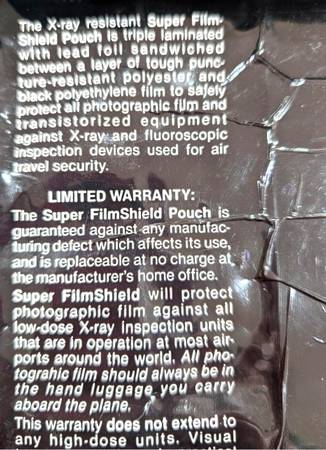 The X-ray resistant Super Film-
Shield Pouch is triple laminated
with lead foil sandwiched
between a layer of tough punc-
ture-resistant polyester and
black polyethylene film to safely
protect all photographic film and
transistorized equipment
against X-ray and fluoroscopic
inspection devices used for air
travel security.
LIMITED WARRANTY:
The Super FilmShield Pouch is
guaranteed against any manufac-
turing defect which affects its use,
and is replaceable at no charge at
the manufacturer's home office.
Super FilmShield will protect
photographic film against all
low-dose X-ray inspection units
that are in operation at most air-
ports around the world. All pho-
tograhic film should always be in
the hand luggage you carry
aboard the plane.
This warranty does not extend to
any high-dose units. Visual